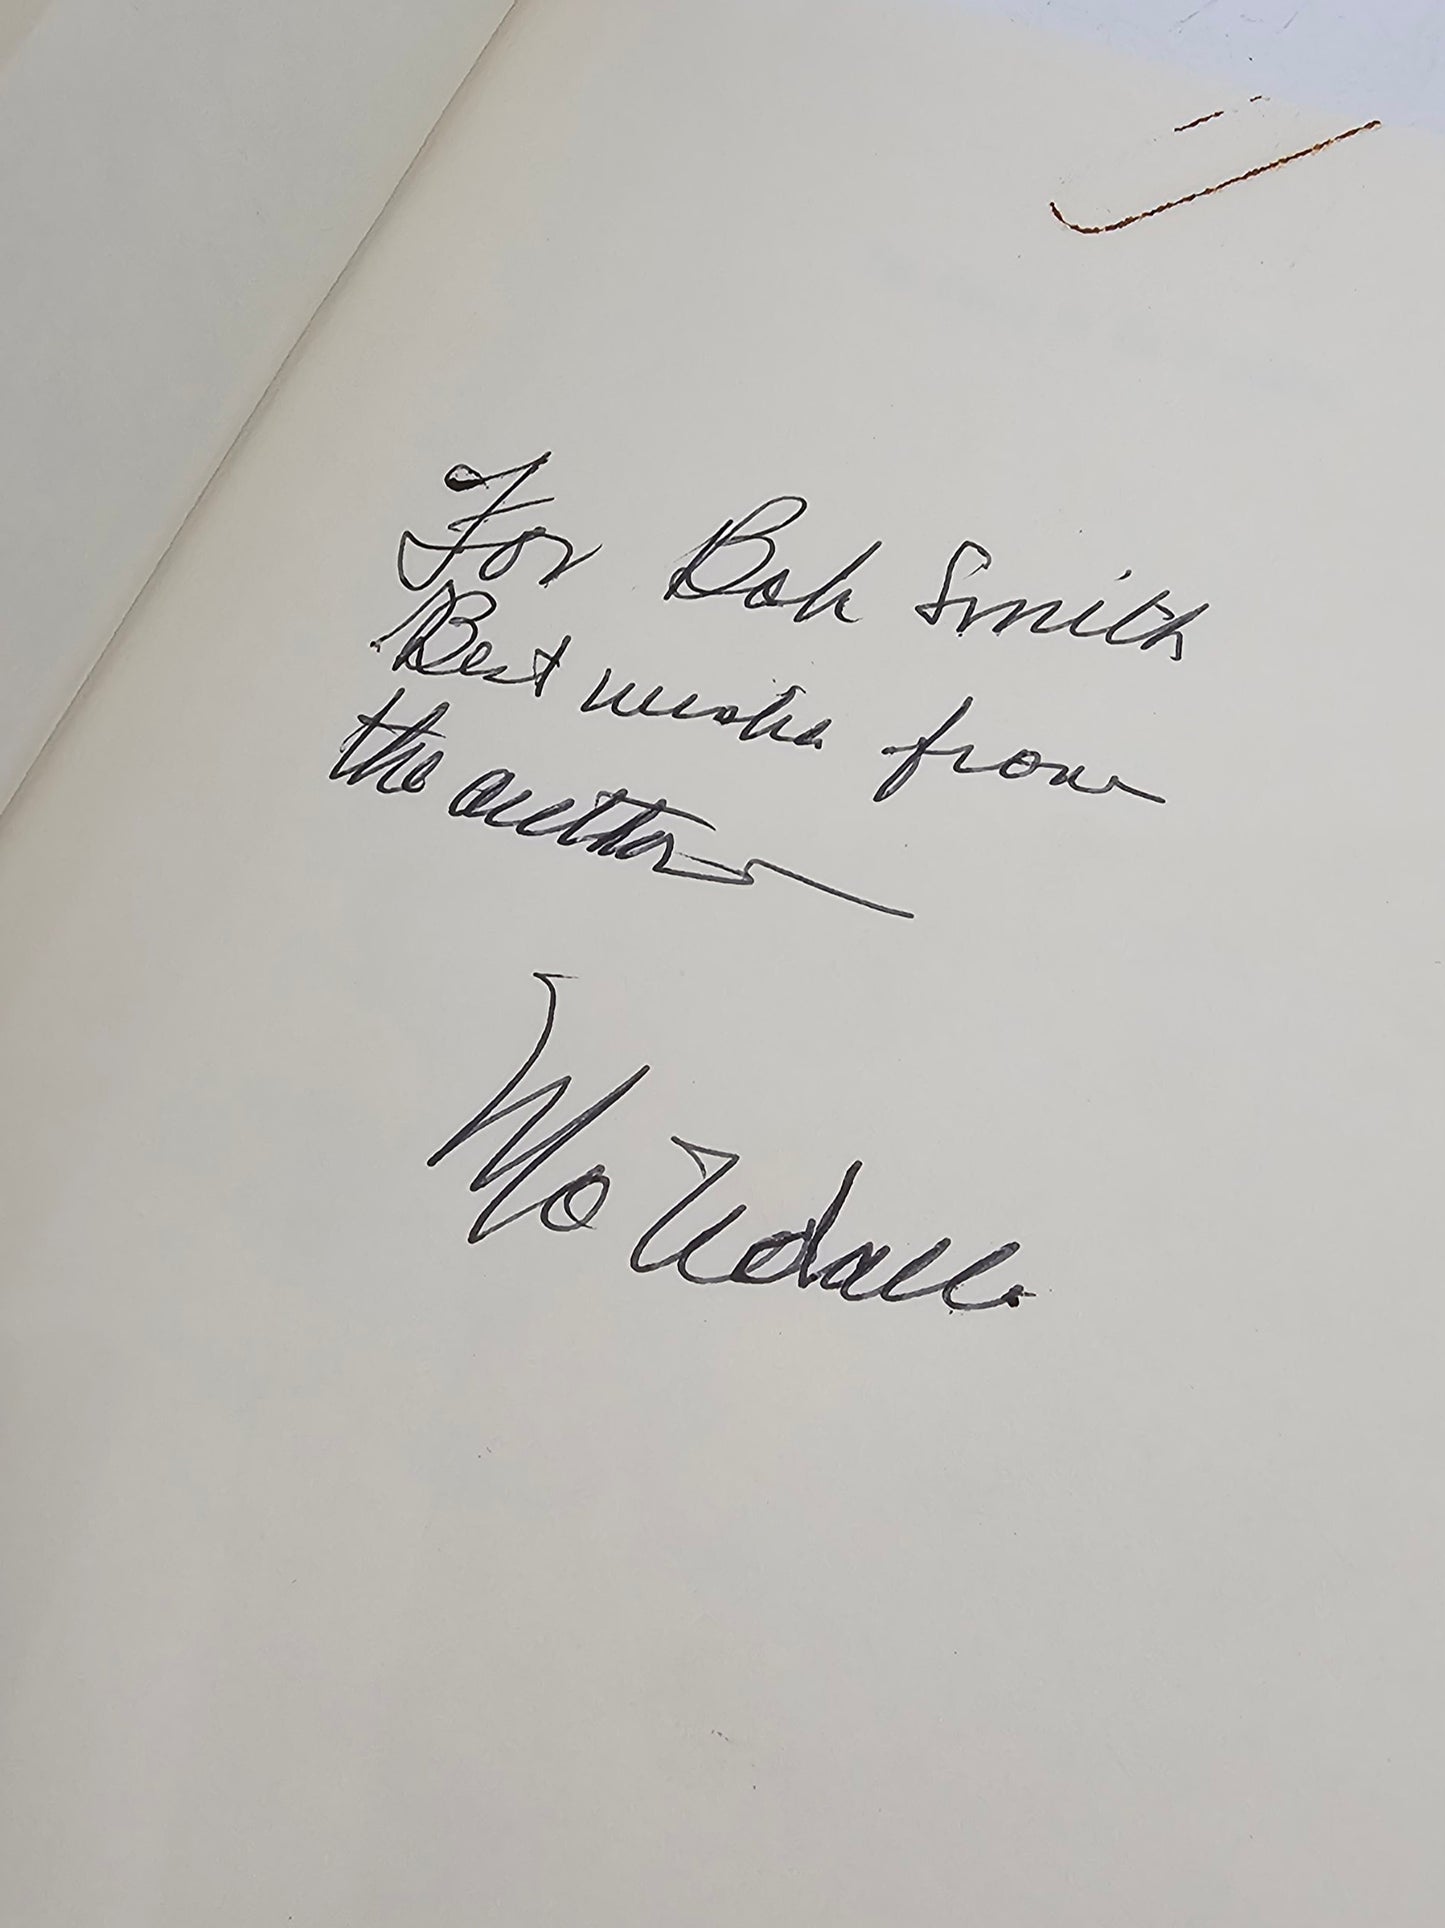 For Bob Smith
Best wishes from
the author
Mo Udall